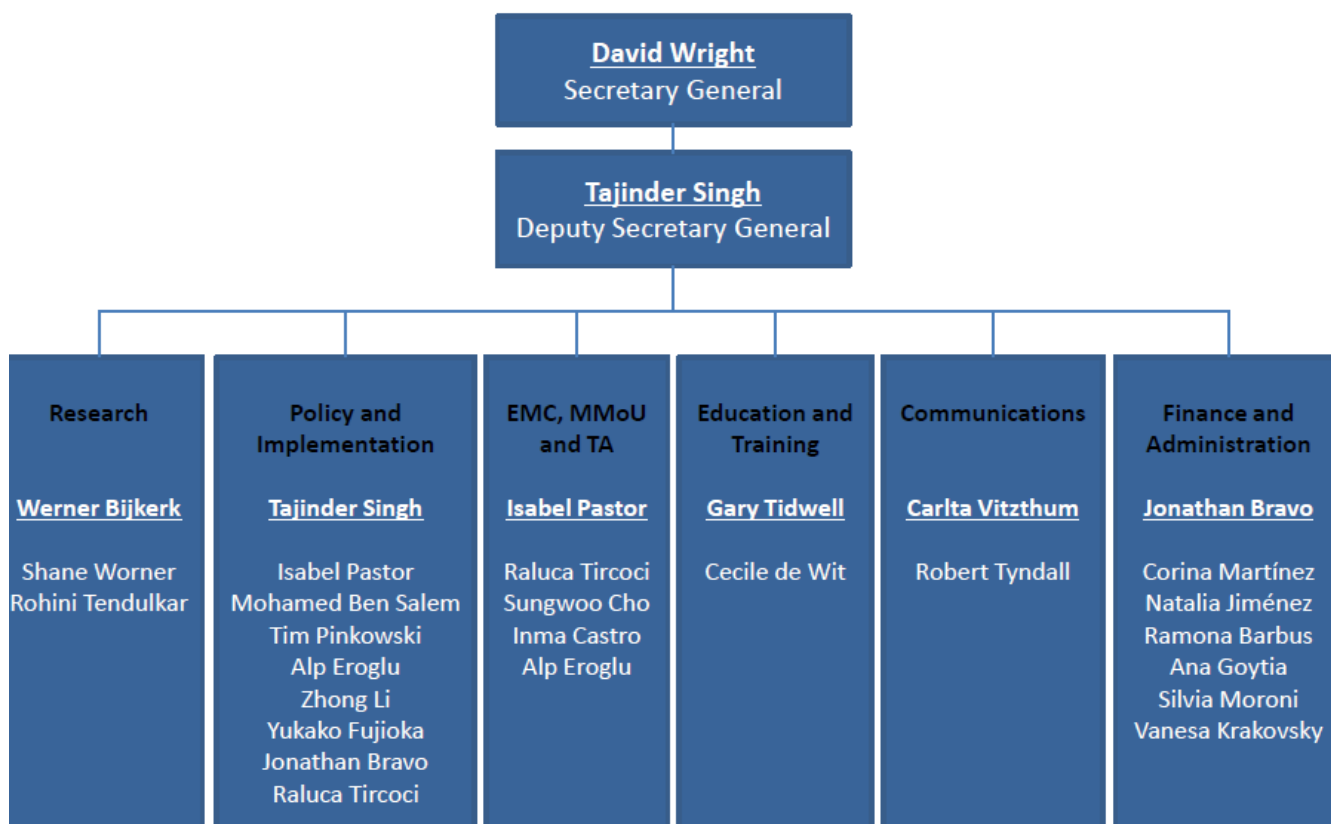 David Wright
Secretary General
Tajinder Singh
Deputy Secretary General
Research
Werner Bijkerk
Shane Worner
Rohini Tendulkar
Policy and
Implementation
Tajinder Singh
Isabel Pastor
Mohamed Ben Salem
Tim Pinkowski
Alp Eroglu
Zhong Li
Yukako Fujioka
Jonathan Bravo
Raluca Tircoci
EMC, MMoU
and TA
Isabel Pastor
Raluca Tircoci
Sungwoo Cho
Inma Castro
Alp Eroglu
Education and
Training
Gary Tidwell
Cecile de Wit
Communications
Carlta Vitzthum
Robert Tyndall
Finance and
Administration
Jonathan Bravo
Corina Martínez
Natalia Jiménez
Ramona Barbus
Ana Goytia
Silvia Moroni
Vanesa Krakovsky